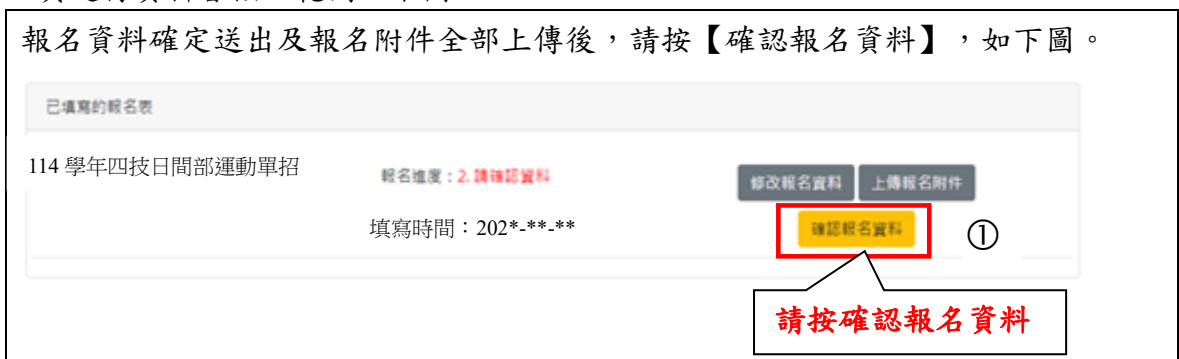 報名資料確定送出及報名附件全部上傳後，請按【確認報名資料】，如下圖。
已填寫的報名表
114 學年四技日間部運動單招
報名進度：2. 請確認資料
修改報名資料 上傳報名附件
填寫時間：202*-**-**
確認報名資料 ①
請按確認報名資料